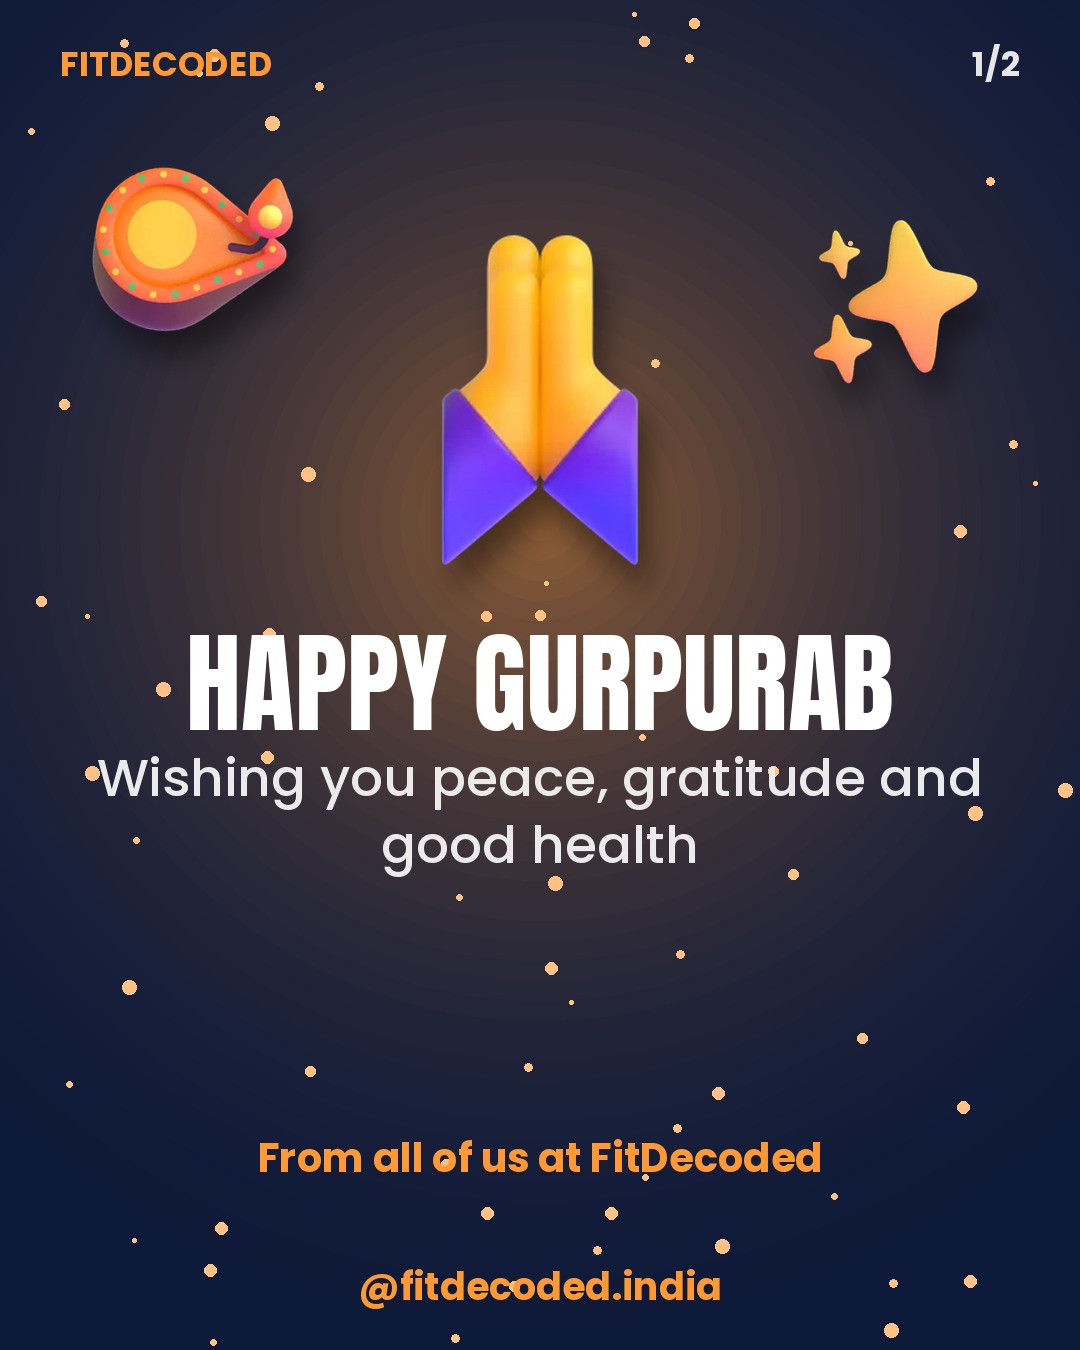 FITDECODED
1/2
HAPPY GURPURAB
Wishing you peace, gratitude and
good health
From all of us at FitDecoded
@fitdecoded.india